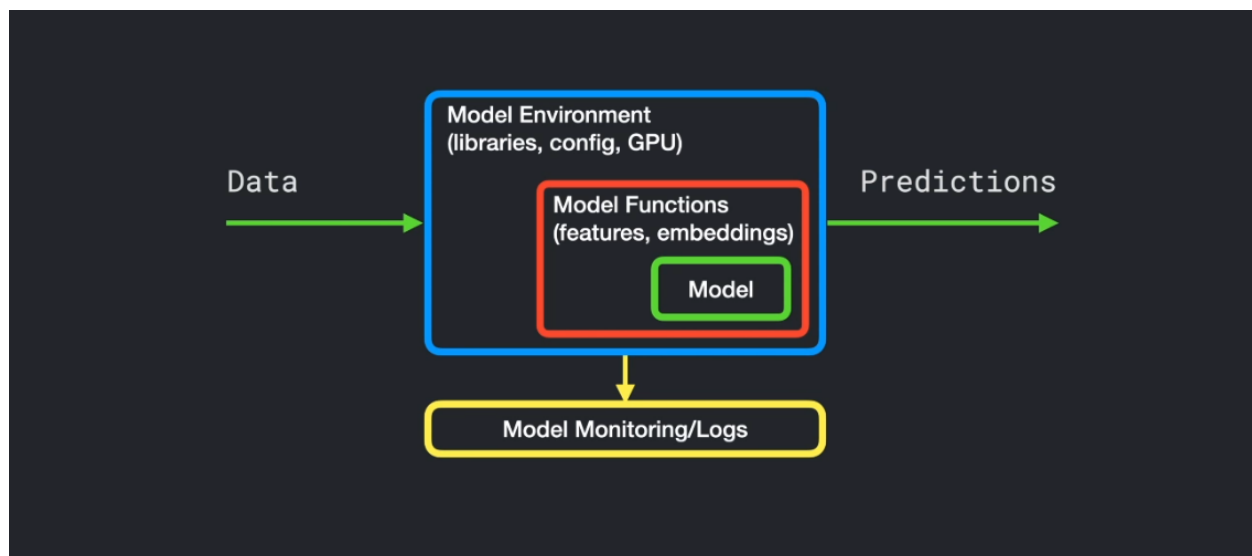 Model Environment
(libraries, config, GPU)
Data
Predictions
Model Functions
(features, embeddings)
Model
Model Monitoring/Logs